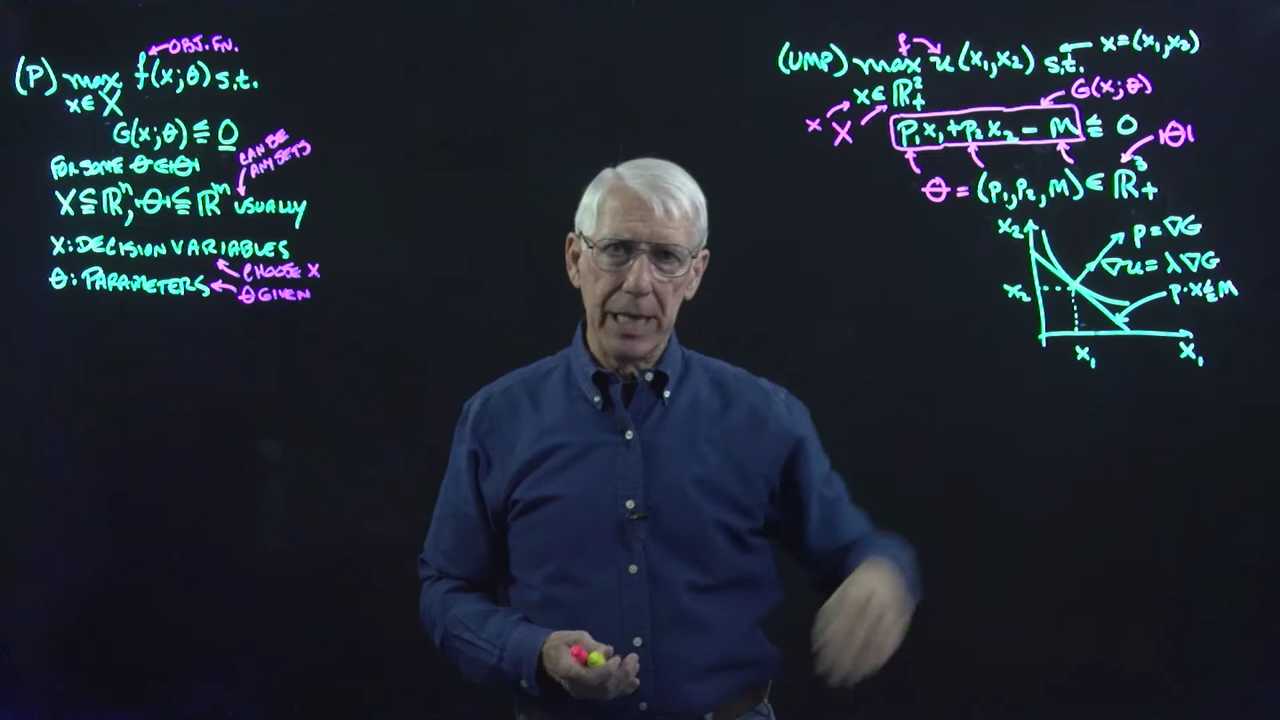 OBJ. FN.
(P) max f(x;θ) s.t.
x∈X
G(x;θ) ≦ 0
CAN BE
ANY SETS
FOR SOME θ∈Θ
X ⊆ ℝⁿ, Θ ⊆ ℝᵐ USUALLY
X: DECISION VARIABLES
CHOOSE X
θ: PARAMETERS
θ GIVEN
f
x = (x₁,x₂)
(UMP) max u(x₁,x₂) s.t.
x∈ℝ²₊
G(x;θ)
x X
p₁x₁+p₂x₂ − M ≦ 0
Θ
θ = (p₁,p₂,M) ∈ ℝ³₊
x₂
p = ∇G
∇u = λ∇G
x₂
p·x ≦ M
x₁
x₁